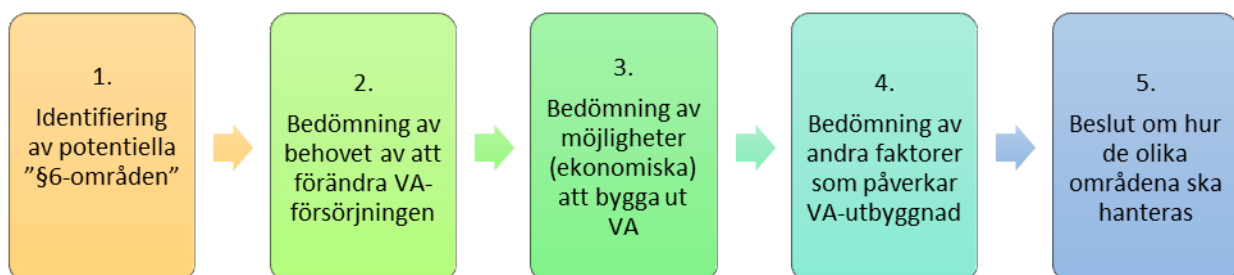 1.
Identifiering
av potentiella
”§6-områden”
2.
Bedömning av
behovet av att
förändra VA-
försörjningen
3.
Bedömning av
möjligheter
(ekonomiska)
att bygga ut
VA
4.
Bedömning av
andra faktorer
som påverkar
VA-utbyggnad
5.
Beslut om hur
de olika
områdena ska
hanteras